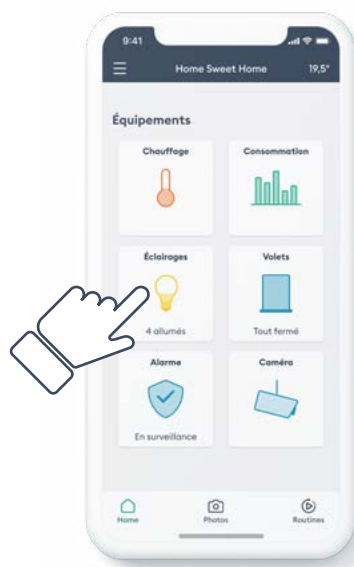 9:41
Home Sweet Home 19,5°
Équipements
Chauffage Consommation
Éclairages Volets
4 allumés Tout fermé
Alarme Caméra
En surveillance
Home Photos Routines